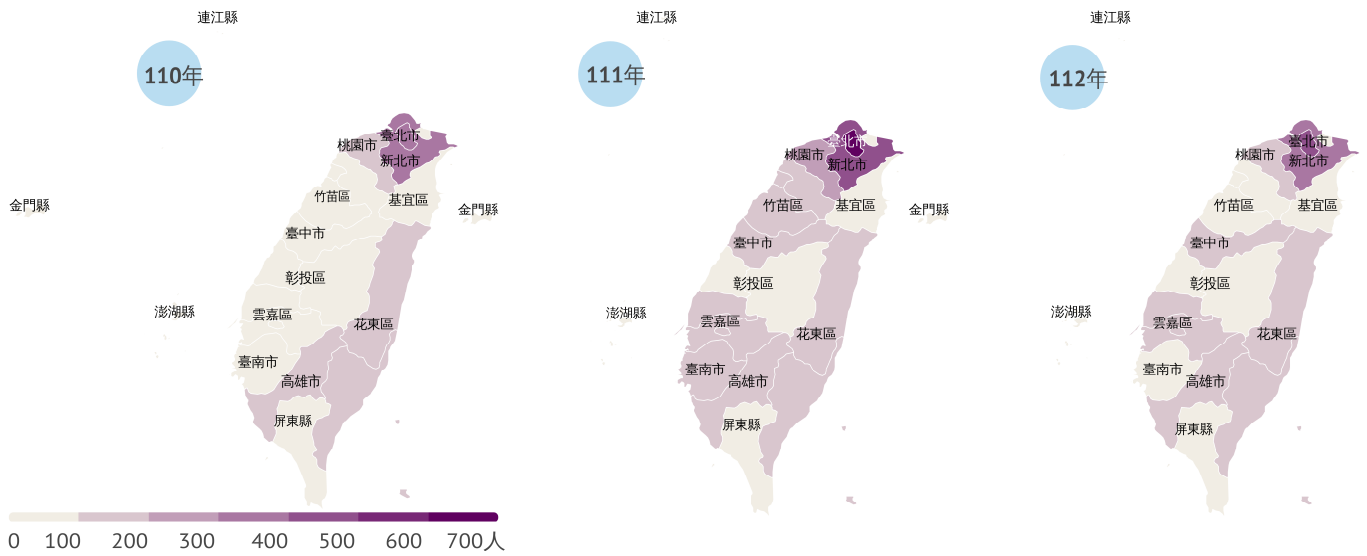 連江縣
110年
臺北市
桃園市
新北市
竹苗區
基宜區
金門縣
臺中市
彰投區
澎湖縣
雲嘉區
花東區
臺南市
高雄市
屏東縣
0 100 200 300 400 500 600 700人
連江縣
111年
臺北市
桃園市
新北市
竹苗區
基宜區
金門縣
臺中市
彰投區
澎湖縣
雲嘉區
花東區
臺南市
高雄市
屏東縣
連江縣
112年
臺北市
桃園市
新北市
竹苗區
基宜區
金門縣
臺中市
彰投區
澎湖縣
雲嘉區
花東區
臺南市
高雄市
屏東縣